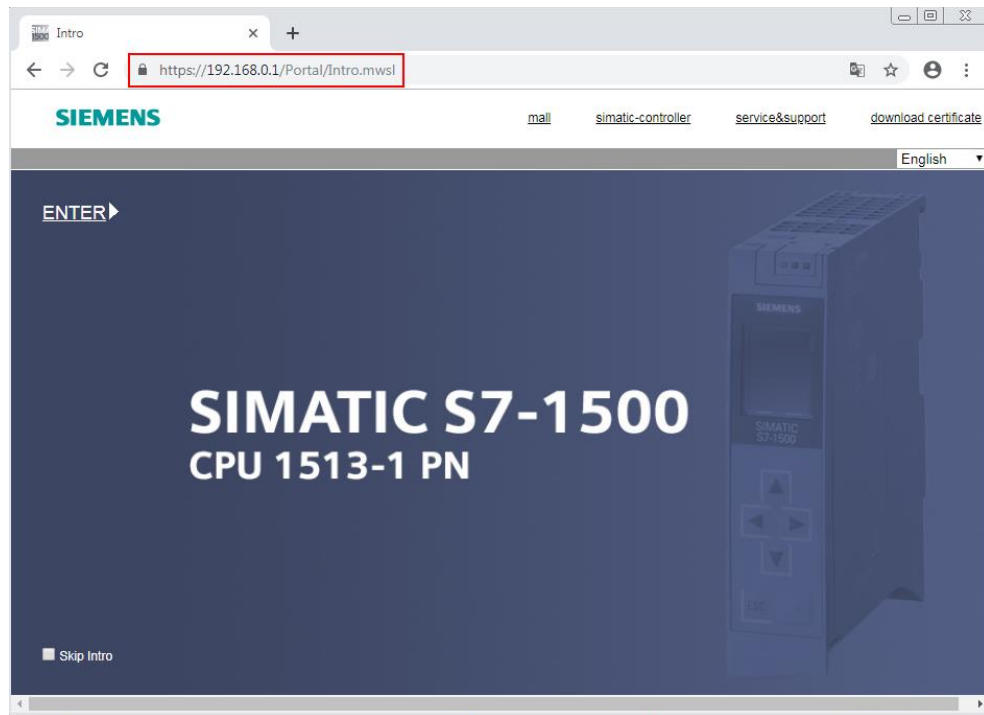 Intro
https://192.168.0.1/Portal/Intro.mwsl
SIEMENS
mall simatic-controller service&support download certificate
English
ENTER
SIEMENS
SIMATIC S7-1500
CPU 1513-1 PN
SIMATIC
S7-1500
ESC
Skip Intro